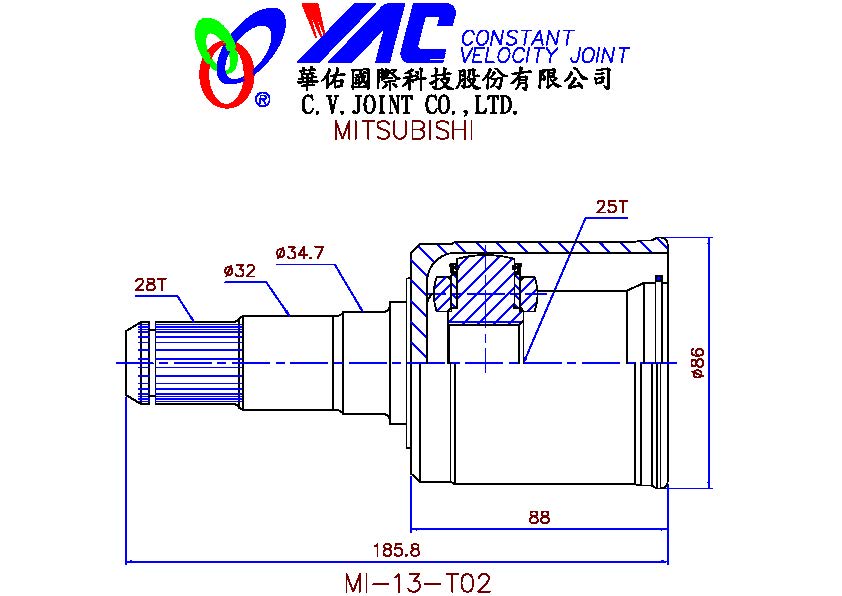 YAC CONSTANT
VELOCITY JOINT
®
華佑國際科技股份有限公司
C.V.JOINT CO.,LTD.
MITSUBISHI
25T
ø34.7
ø32
28T
ø86
88
185.8
MI-13-T02